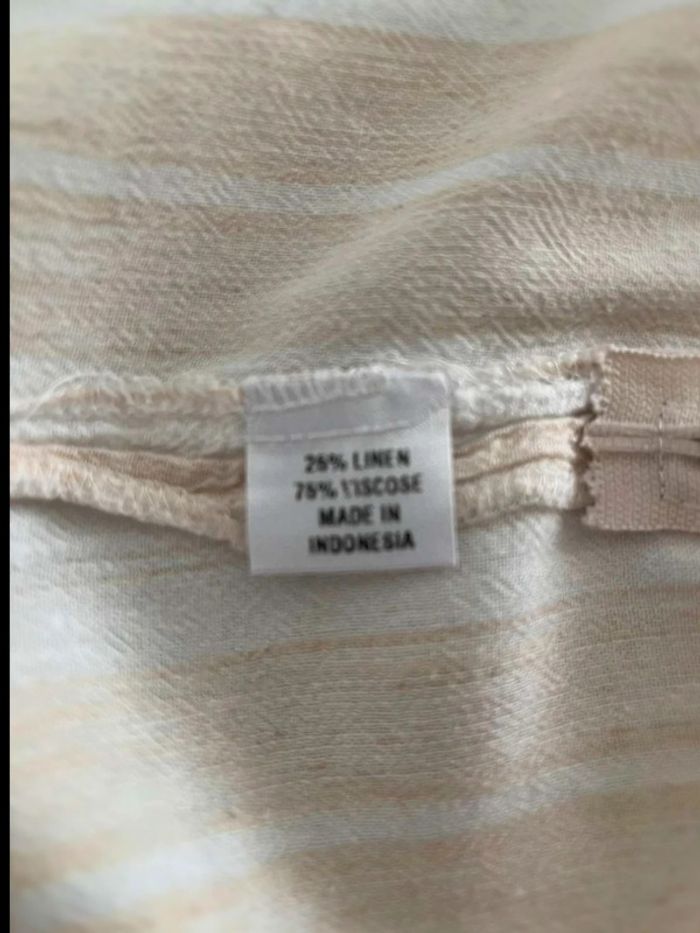 25% LINEN
75% VISCOSE
MADE IN
INDONESIA